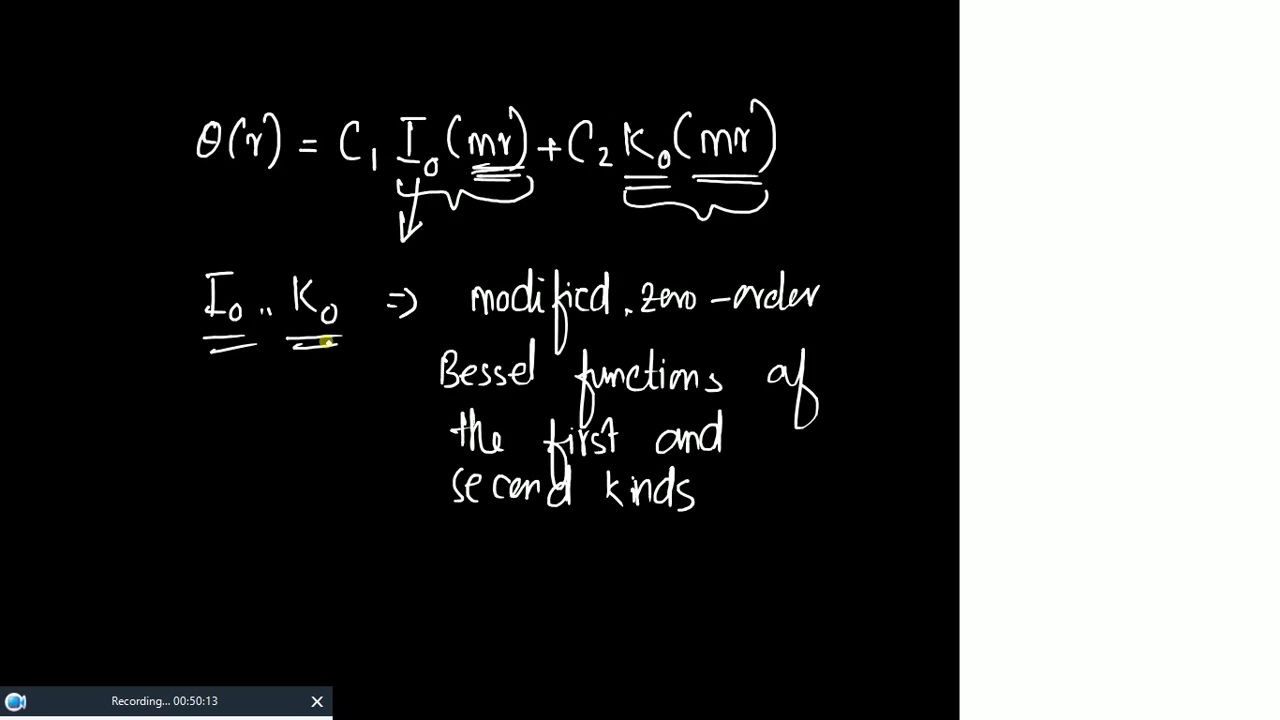 θ(r) = C₁ I₀ (mr) + C₂ K₀ (mr)
I₀ .. K₀ ⇒ modified . zero - order
Bessel functions of
the first and
second kinds
Recording... 00:50:13